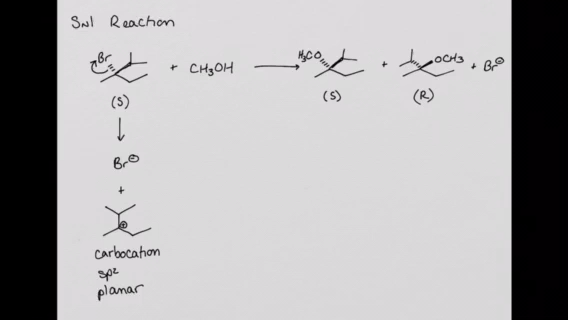 SN1 Reaction
Br + CH3OH H3CO + OCH3 + Br⊖
(S) (S) (R)
Br⊖
+
⊕
carbocation
sp2
planar